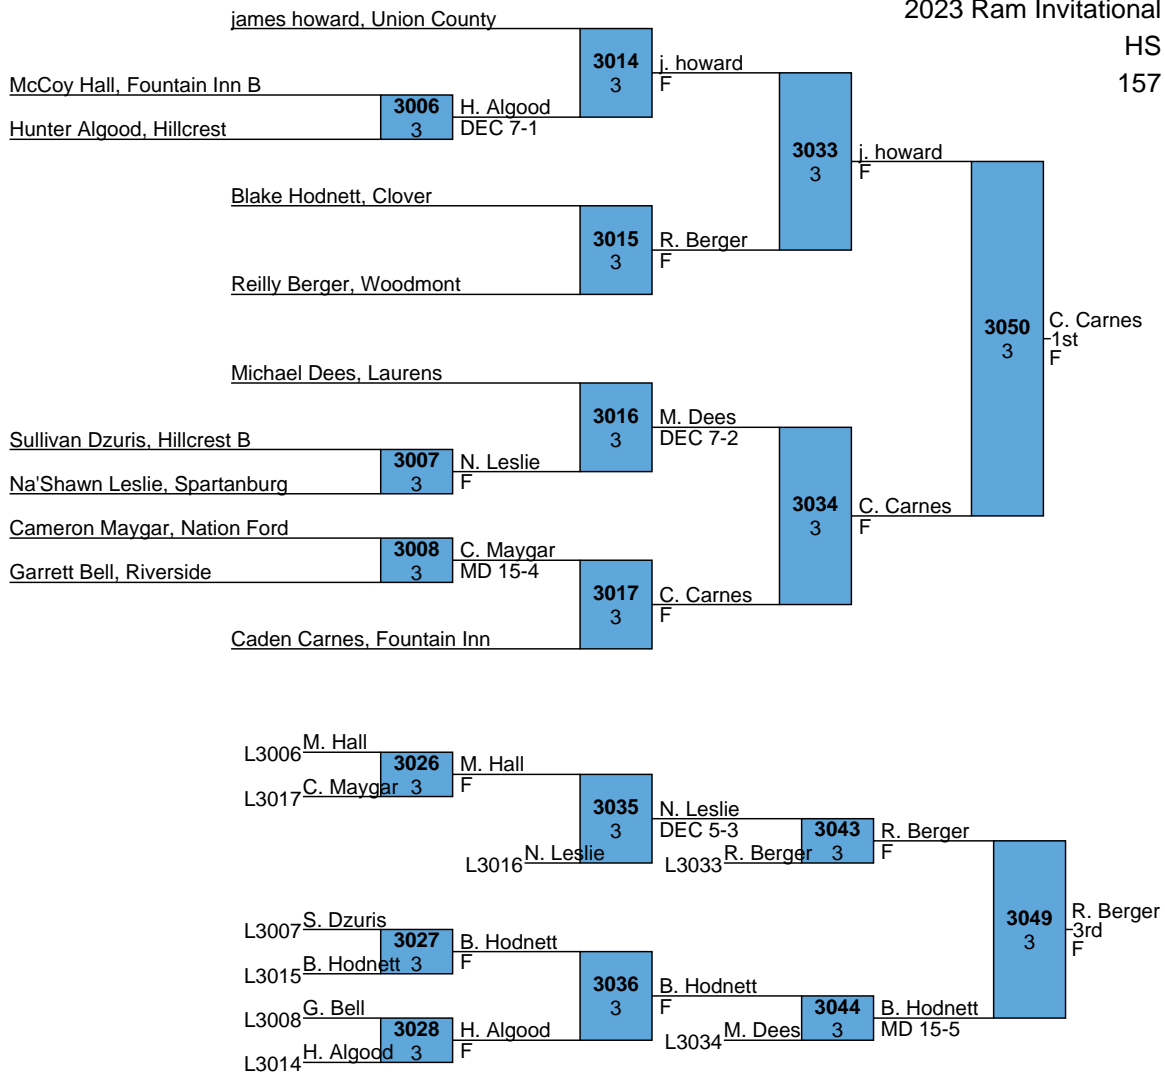 2023 Ram Invitational
HS
157
james howard, Union County
3014
3
j. howard
F
McCoy Hall, Fountain Inn B
3006
3
H. Algood
DEC 7-1
Hunter Algood, Hillcrest
3033
3
j. howard
F
Blake Hodnett, Clover
3015
3
R. Berger
F
Reilly Berger, Woodmont
3050
3
C. Carnes
1st
F
Michael Dees, Laurens
3016
3
M. Dees
DEC 7-2
Sullivan Dzuris, Hillcrest B
3007
3
N. Leslie
F
Na'Shawn Leslie, Spartanburg
3034
3
C. Carnes
F
Cameron Maygar, Nation Ford
3008
3
C. Maygar
MD 15-4
Garrett Bell, Riverside
3017
3
C. Carnes
F
Caden Carnes, Fountain Inn
L3006
M. Hall
3026
3
M. Hall
F
L3017
C. Maygar
3035
3
N. Leslie
DEC 5-3
L3016
N. Leslie
3043
3
R. Berger
F
L3033
R. Berger
3049
3
R. Berger
3rd
F
L3007
S. Dzuris
3027
3
B. Hodnett
F
L3015
B. Hodnett
3036
3
B. Hodnett
F
L3008
G. Bell
3028
3
H. Algood
F
L3014
H. Algood
3044
3
B. Hodnett
MD 15-5
L3034
M. Dees